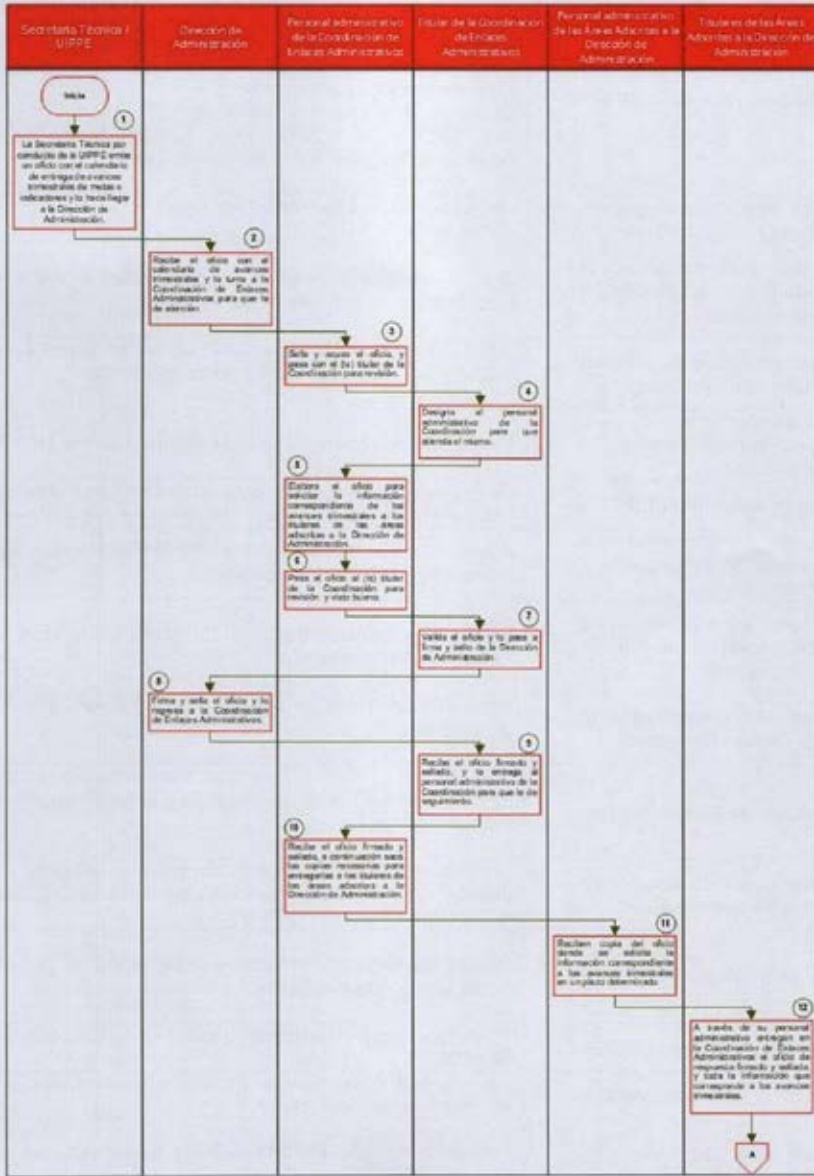 Secretaría Técnica /
UIPPE
Dirección de
Administración
Personal administrativo
de la Coordinación de
Enlaces Administrativos
Titular de la Coordinación
de Enlaces
Administrativos
Personal administrativo
de las Áreas Adscritas a la
Dirección de
Administración
Titulares de las Áreas
Adscritas a la Dirección de
Administración
Inicio
1
La Secretaría Técnica por
conducto de la UIPPE emite
un oficio con el calendario
de entrega de avances
trimestrales de metas e
indicadores y lo hace llegar
a la Dirección de
Administración.
2
Recibe el oficio con el
calendario de avances
trimestrales y lo turna a la
Coordinación de Enlaces
Administrativos para que le
de atención.
3
Sella y acusa el oficio, y
pasa con el (la) titular de la
Coordinación para revisión.
4
Designa al personal
administrativo de la
Coordinación para que
atienda el mismo.
5
Elabora el oficio para
solicitar la información
correspondiente de los
avances trimestrales a los
titulares de las áreas
adscritas a la Dirección de
Administración.
6
Pasa el oficio al (la) titular
de la Coordinación para
revisión y visto bueno.
7
Valida el oficio y lo pasa a
firma y sello de la Dirección
de Administración.
8
Firma y sella el oficio y lo
regresa a la Coordinación
de Enlaces Administrativos.
9
Recibe el oficio firmado y
sellado, y lo entrega al
personal administrativo de la
Coordinación para que le de
seguimiento.
10
Recibe el oficio firmado y
sellado, a continuación saca
las copias necesarias para
entregarlas a los titulares de
las áreas adscritas a la
Dirección de Administración.
11
Reciben copia del oficio
donde se solicita la
información correspondiente
a los avances trimestrales
en un plazo determinado.
12
A través de su personal
administrativo entregan en
la Coordinación de Enlaces
Administrativos el oficio de
respuesta firmado y sellado,
y toda la información que
corresponde a los avances
trimestrales.
A